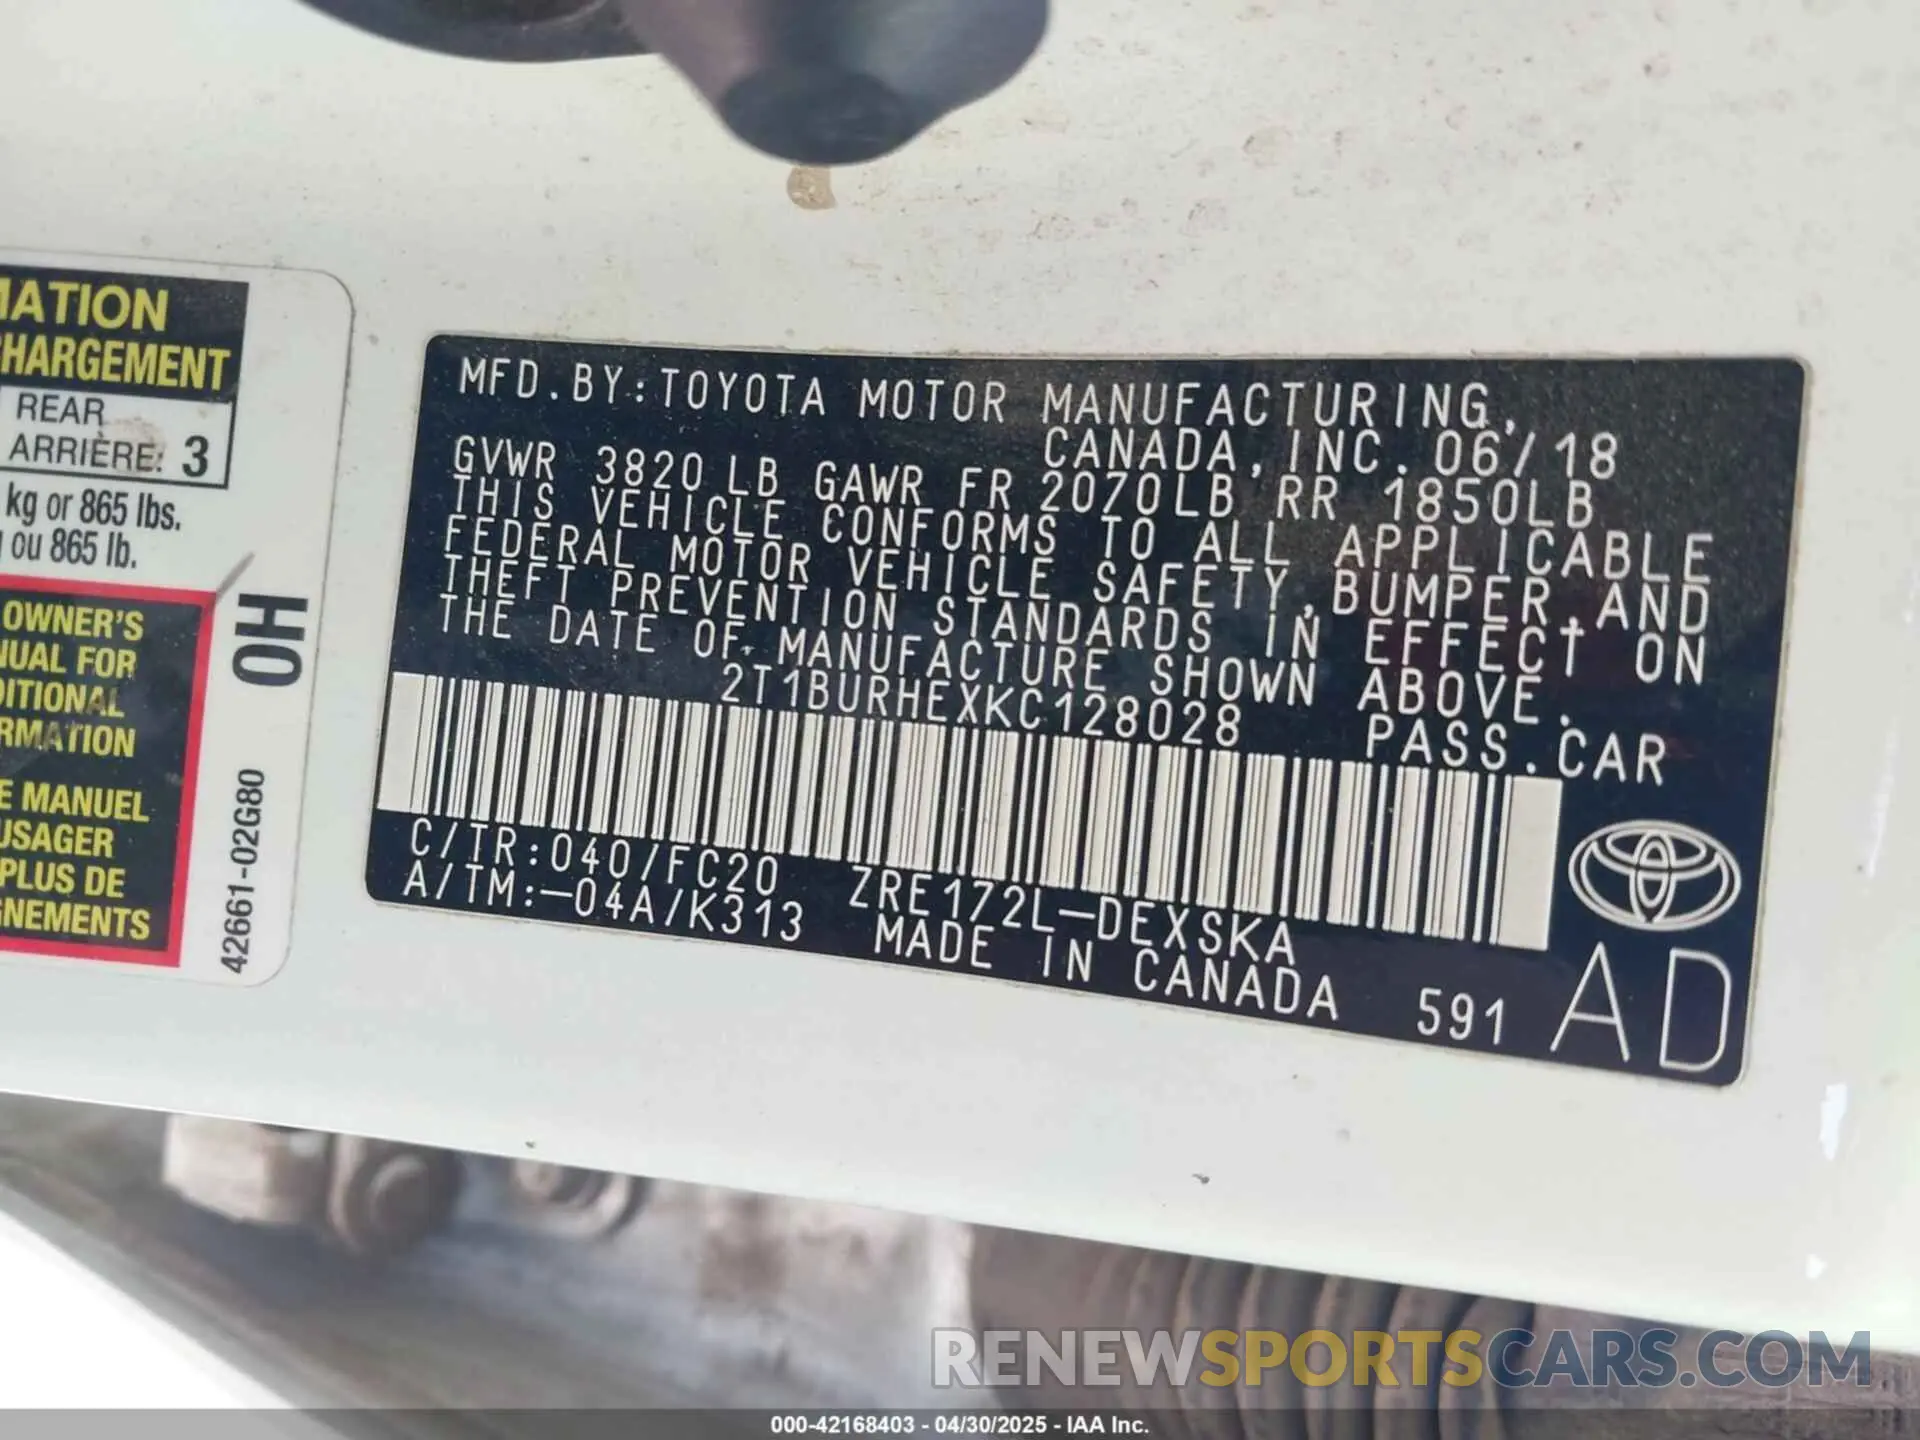 MATION
CHARGEMENT
REAR
ARRIÈRE: 3
kg or 865 lbs.
ou 865 lb.
OWNER'S
NUAL FOR
DITIONAL
RMATION
E MANUEL
USAGER
PLUS DE
GNEMENTS
0H
42661-02G80
MFD.BY:TOYOTA MOTOR MANUFACTURING,
CANADA,INC. 06/18
GVWR 3820 LB GAWR FR 2070LB RR 1850LB
THIS VEHICLE CONFORMS TO ALL APPLICABLE
FEDERAL MOTOR VEHICLE SAFETY,BUMPER,AND
THEFT PREVENTION STANDARDS IN EFFECT ON
THE DATE OF MANUFACTURE SHOWN ABOVE.
2T1BURHEXKC128028 PASS.CAR
C/TR:040/FC20 ZRE172L-DEXSKA
A/TM:-04A/K313 MADE IN CANADA 591
AD
RENEWSPORTSCARS.COM
000-42168403 - 04/30/2025 - IAA Inc.